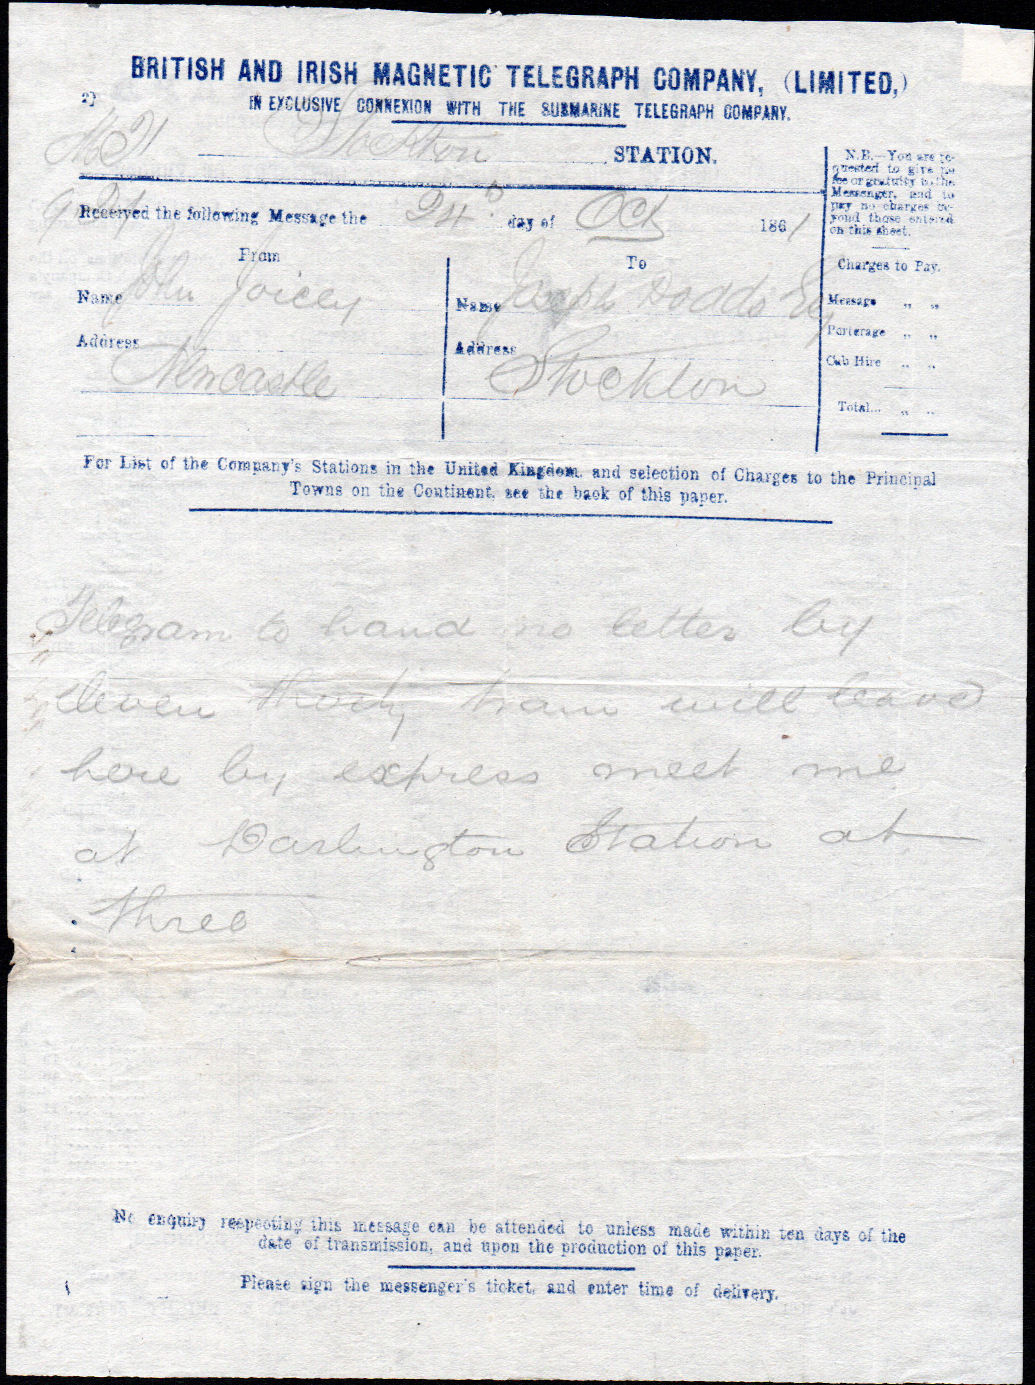 BRITISH AND IRISH MAGNETIC TELEGRAPH COMPANY, (LIMITED,)
IN EXCLUSIVE CONNEXION WITH THE SUBMARINE TELEGRAPH COMPANY.
Stockton STATION.
Received the following Message the 24 day of Oct 1861
From
Name John Joicey
Address
Newcastle
To
Name Joseph Dodds Esq
Address
Stockton
N.B.—You are re-
quested to give no
fee or gratuity to the
Messenger, and to
pay no charges be-
yond those entered
on this sheet.
Charges to Pay.
Message „ „
Porterage „ „
Cab Hire „ „
Total... „ „
For List of the Company's Stations in the United Kingdom, and selection of Charges to the Principal
Towns on the Continent, see the back of this paper.
Telegram to hand no letter by
eleven thirty train will leave
here by express meet me
at Darlington Station at
three
No enquiry respecting this message can be attended to unless made within ten days of the
date of transmission, and upon the production of this paper.
Please sign the messenger's ticket, and enter time of delivery.